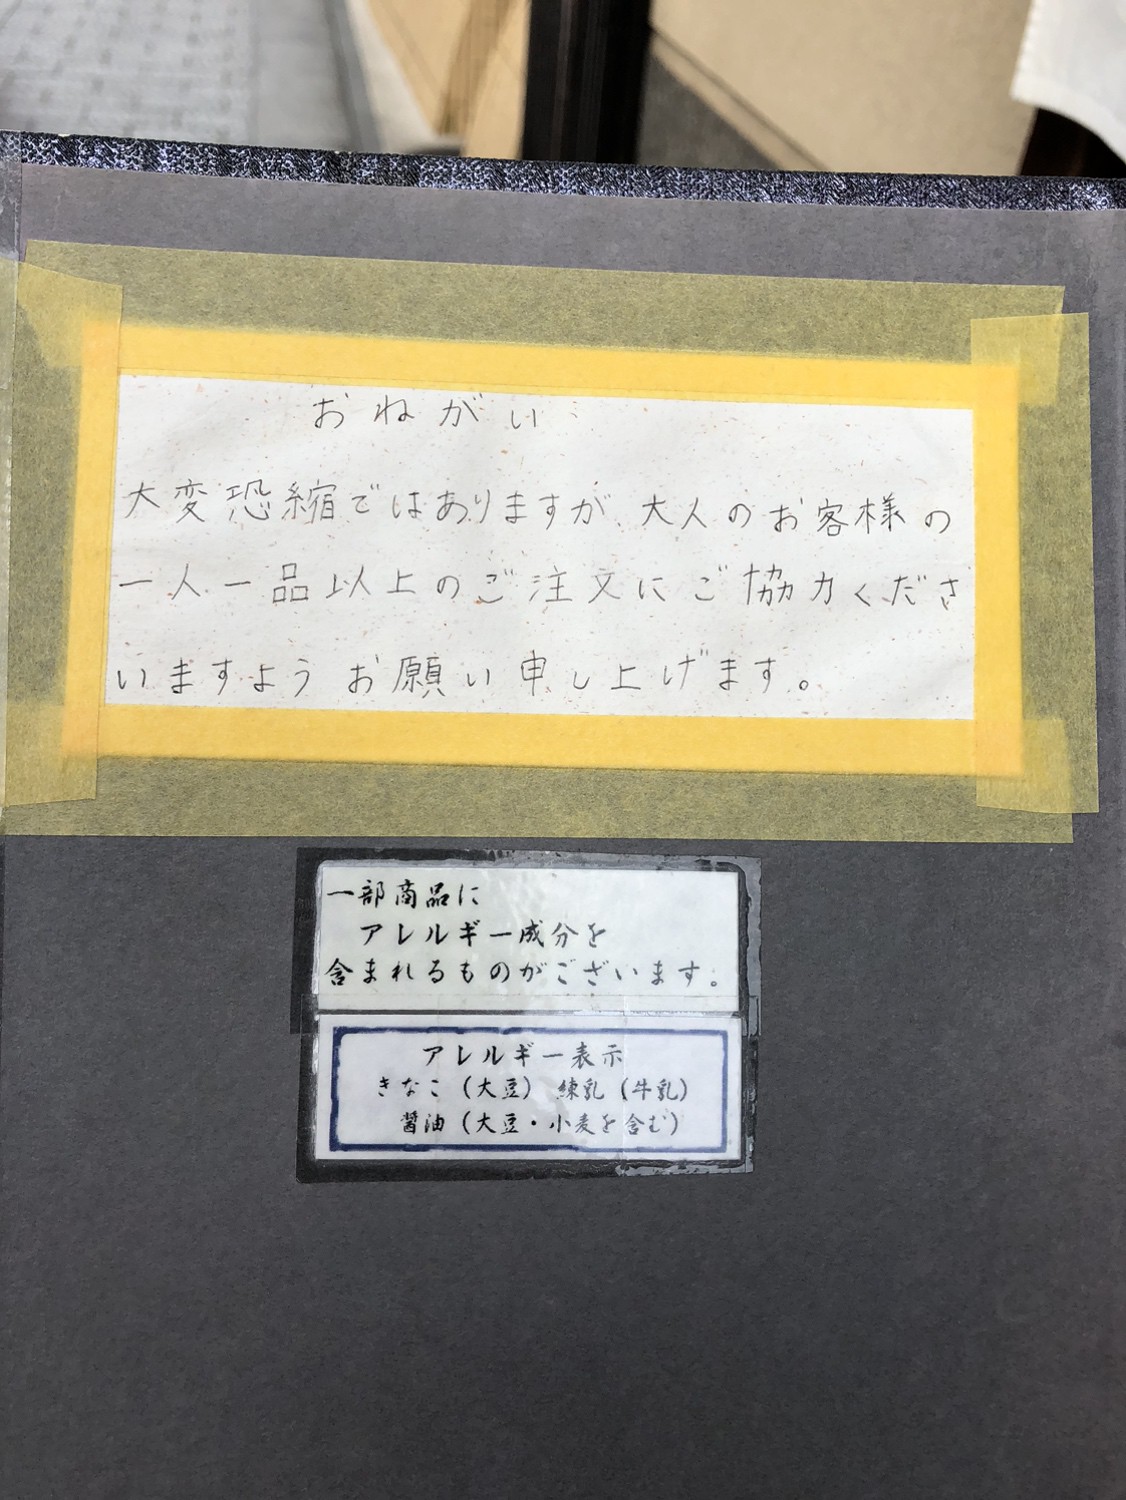 おねがい
大変恐縮ではありますが、大人のお客様の
一人一品以上のご注文にご協力くださ
いますようお願い申し上げます。
一部商品に
アレルギー成分を
含まれるものがございます。
アレルギー表示
きなこ（大豆） 練乳（牛乳）
醤油（大豆・小麦を含む）